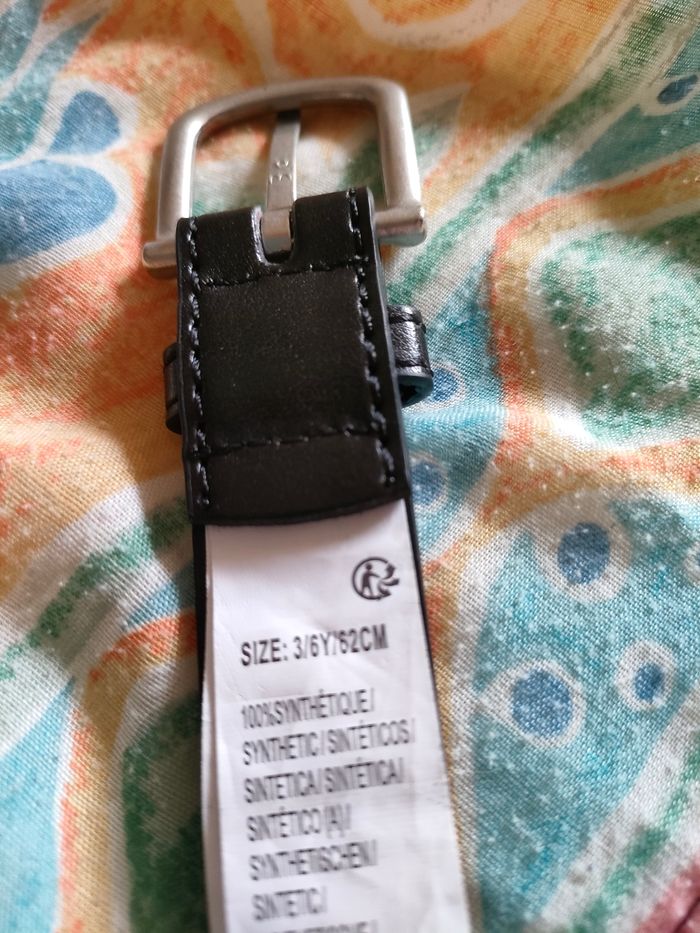 SIZE: 3/6Y/62CM
100%SYNTHÉTIQUE/
SYNTHETIC/SINTÉTICOS/
SINTETICA/SINTÉTICA/
SINTÉTICO(A)/
SYNTHETISCHEN/
SINTETIC/